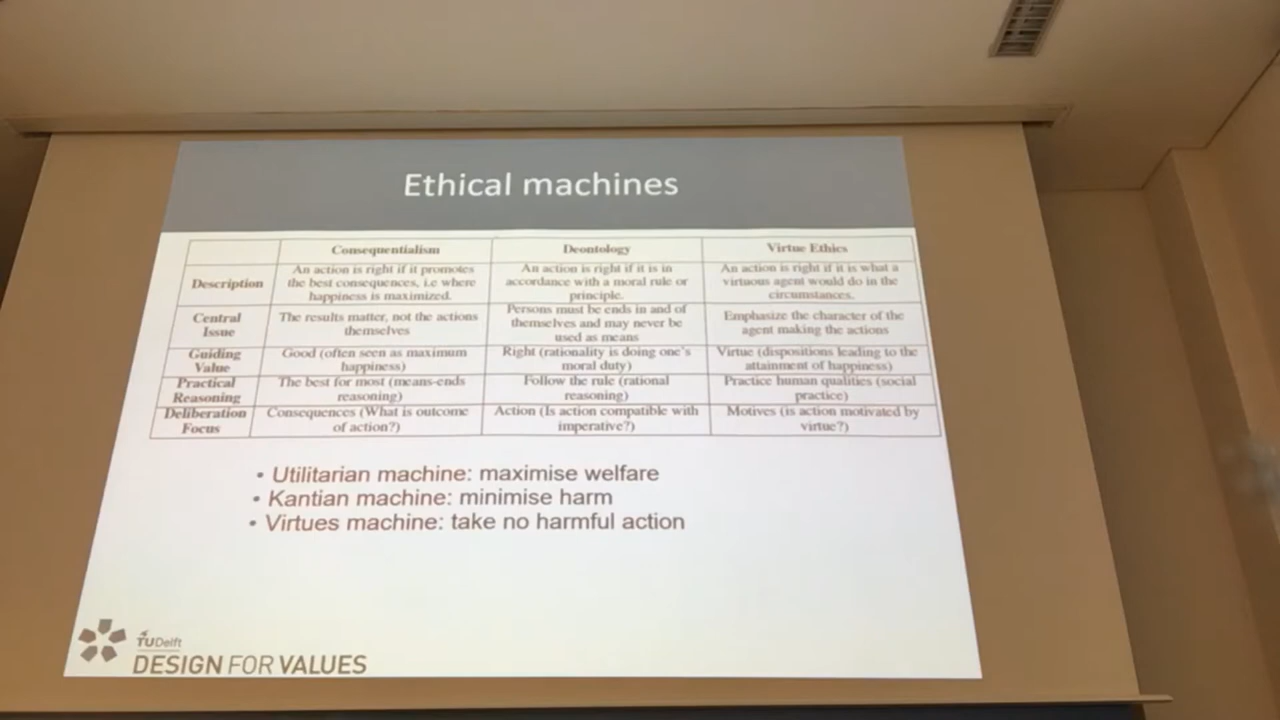 Ethical machines
Consequentialism Deontology Virtue Ethics
Description
An action is right if it promotes
the best consequences, i.e where
happiness is maximized.
An action is right if it is in
accordance with a moral rule or
principle.
An action is right if it is what a
virtuous agent would do in the
circumstances.
Central
Issue
The results matter, not the actions
themselves
Persons must be ends in and of
themselves and may never be
used as means
Emphasize the character of the
agent making the actions
Guiding
Value
Good (often seen as maximum
happiness)
Right (rationality is doing one's
moral duty)
Virtue (dispositions leading to the
attainment of happiness)
Practical
Reasoning
The best for most (means-ends
reasoning)
Follow the rule (rational
reasoning)
Practice human qualities (social
practice)
Deliberation
Focus
Consequences (What is outcome
of action?)
Action (Is action compatible with
imperative?)
Motives (is action motivated by
virtue?)
• Utilitarian machine: maximise welfare
• Kantian machine: minimise harm
• Virtues machine: take no harmful action
TUDelft
DESIGN FOR VALUES